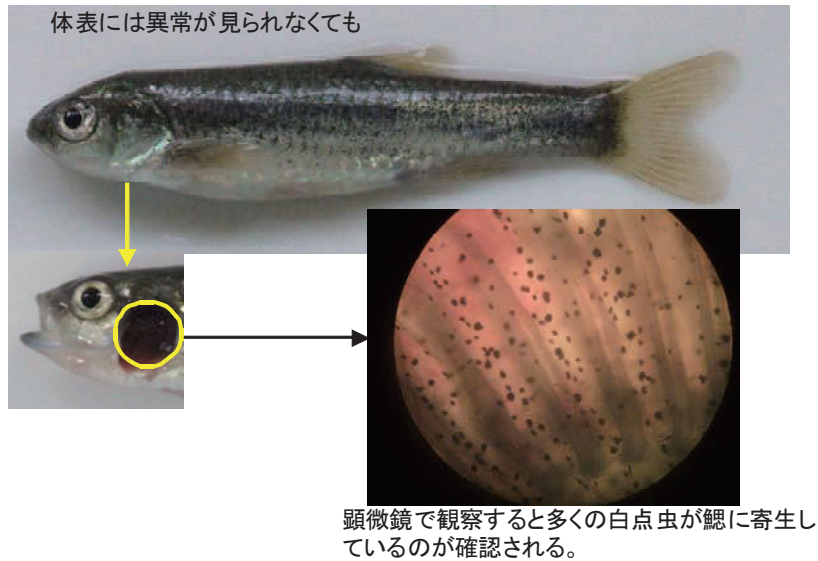 体表には異常が見られなくても
顕微鏡で観察すると多くの白点虫が鰓に寄生し
ているのが確認される。